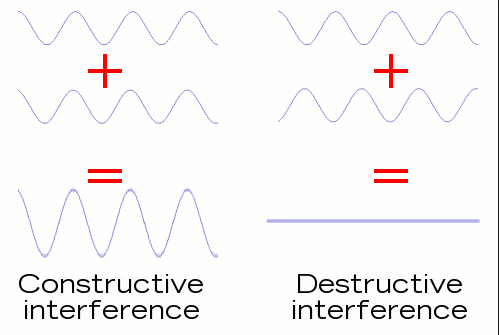 +
+
=
=
Constructive
interference
Destructive
interference